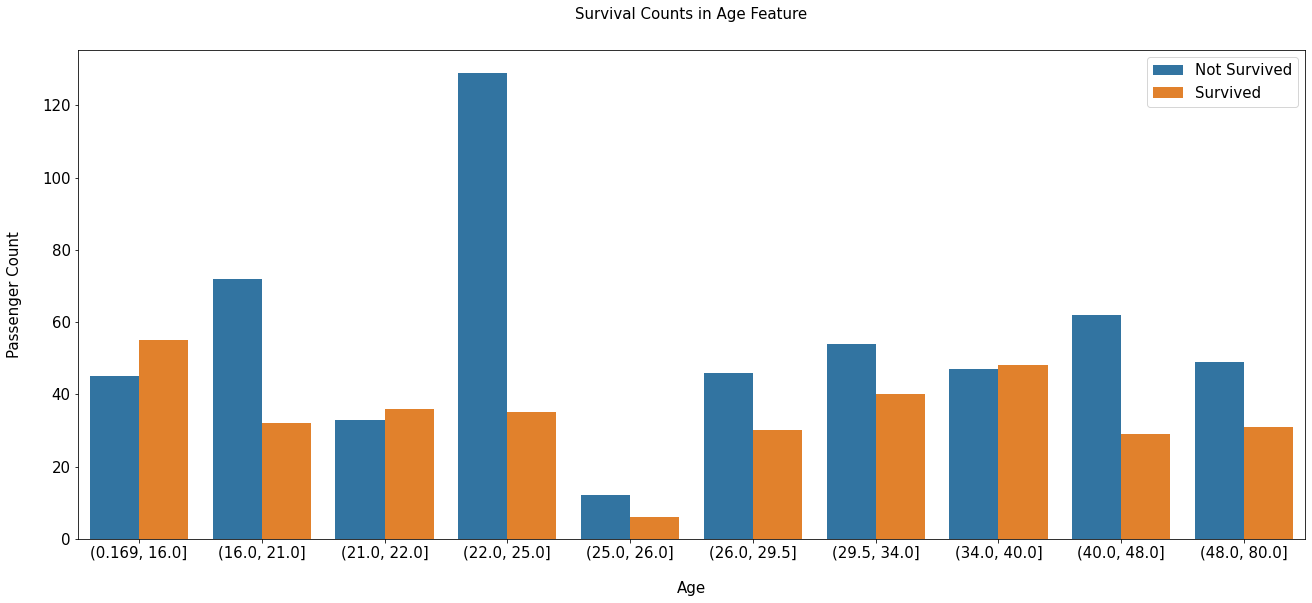 Survival Counts in Age Feature
Not Survived
Survived
120
100
80
60
40
20
0
Passenger Count
(0.169, 16.0] (16.0, 21.0] (21.0, 22.0] (22.0, 25.0] (25.0, 26.0] (26.0, 29.5] (29.5, 34.0] (34.0, 40.0] (40.0, 48.0] (48.0, 80.0]
Age